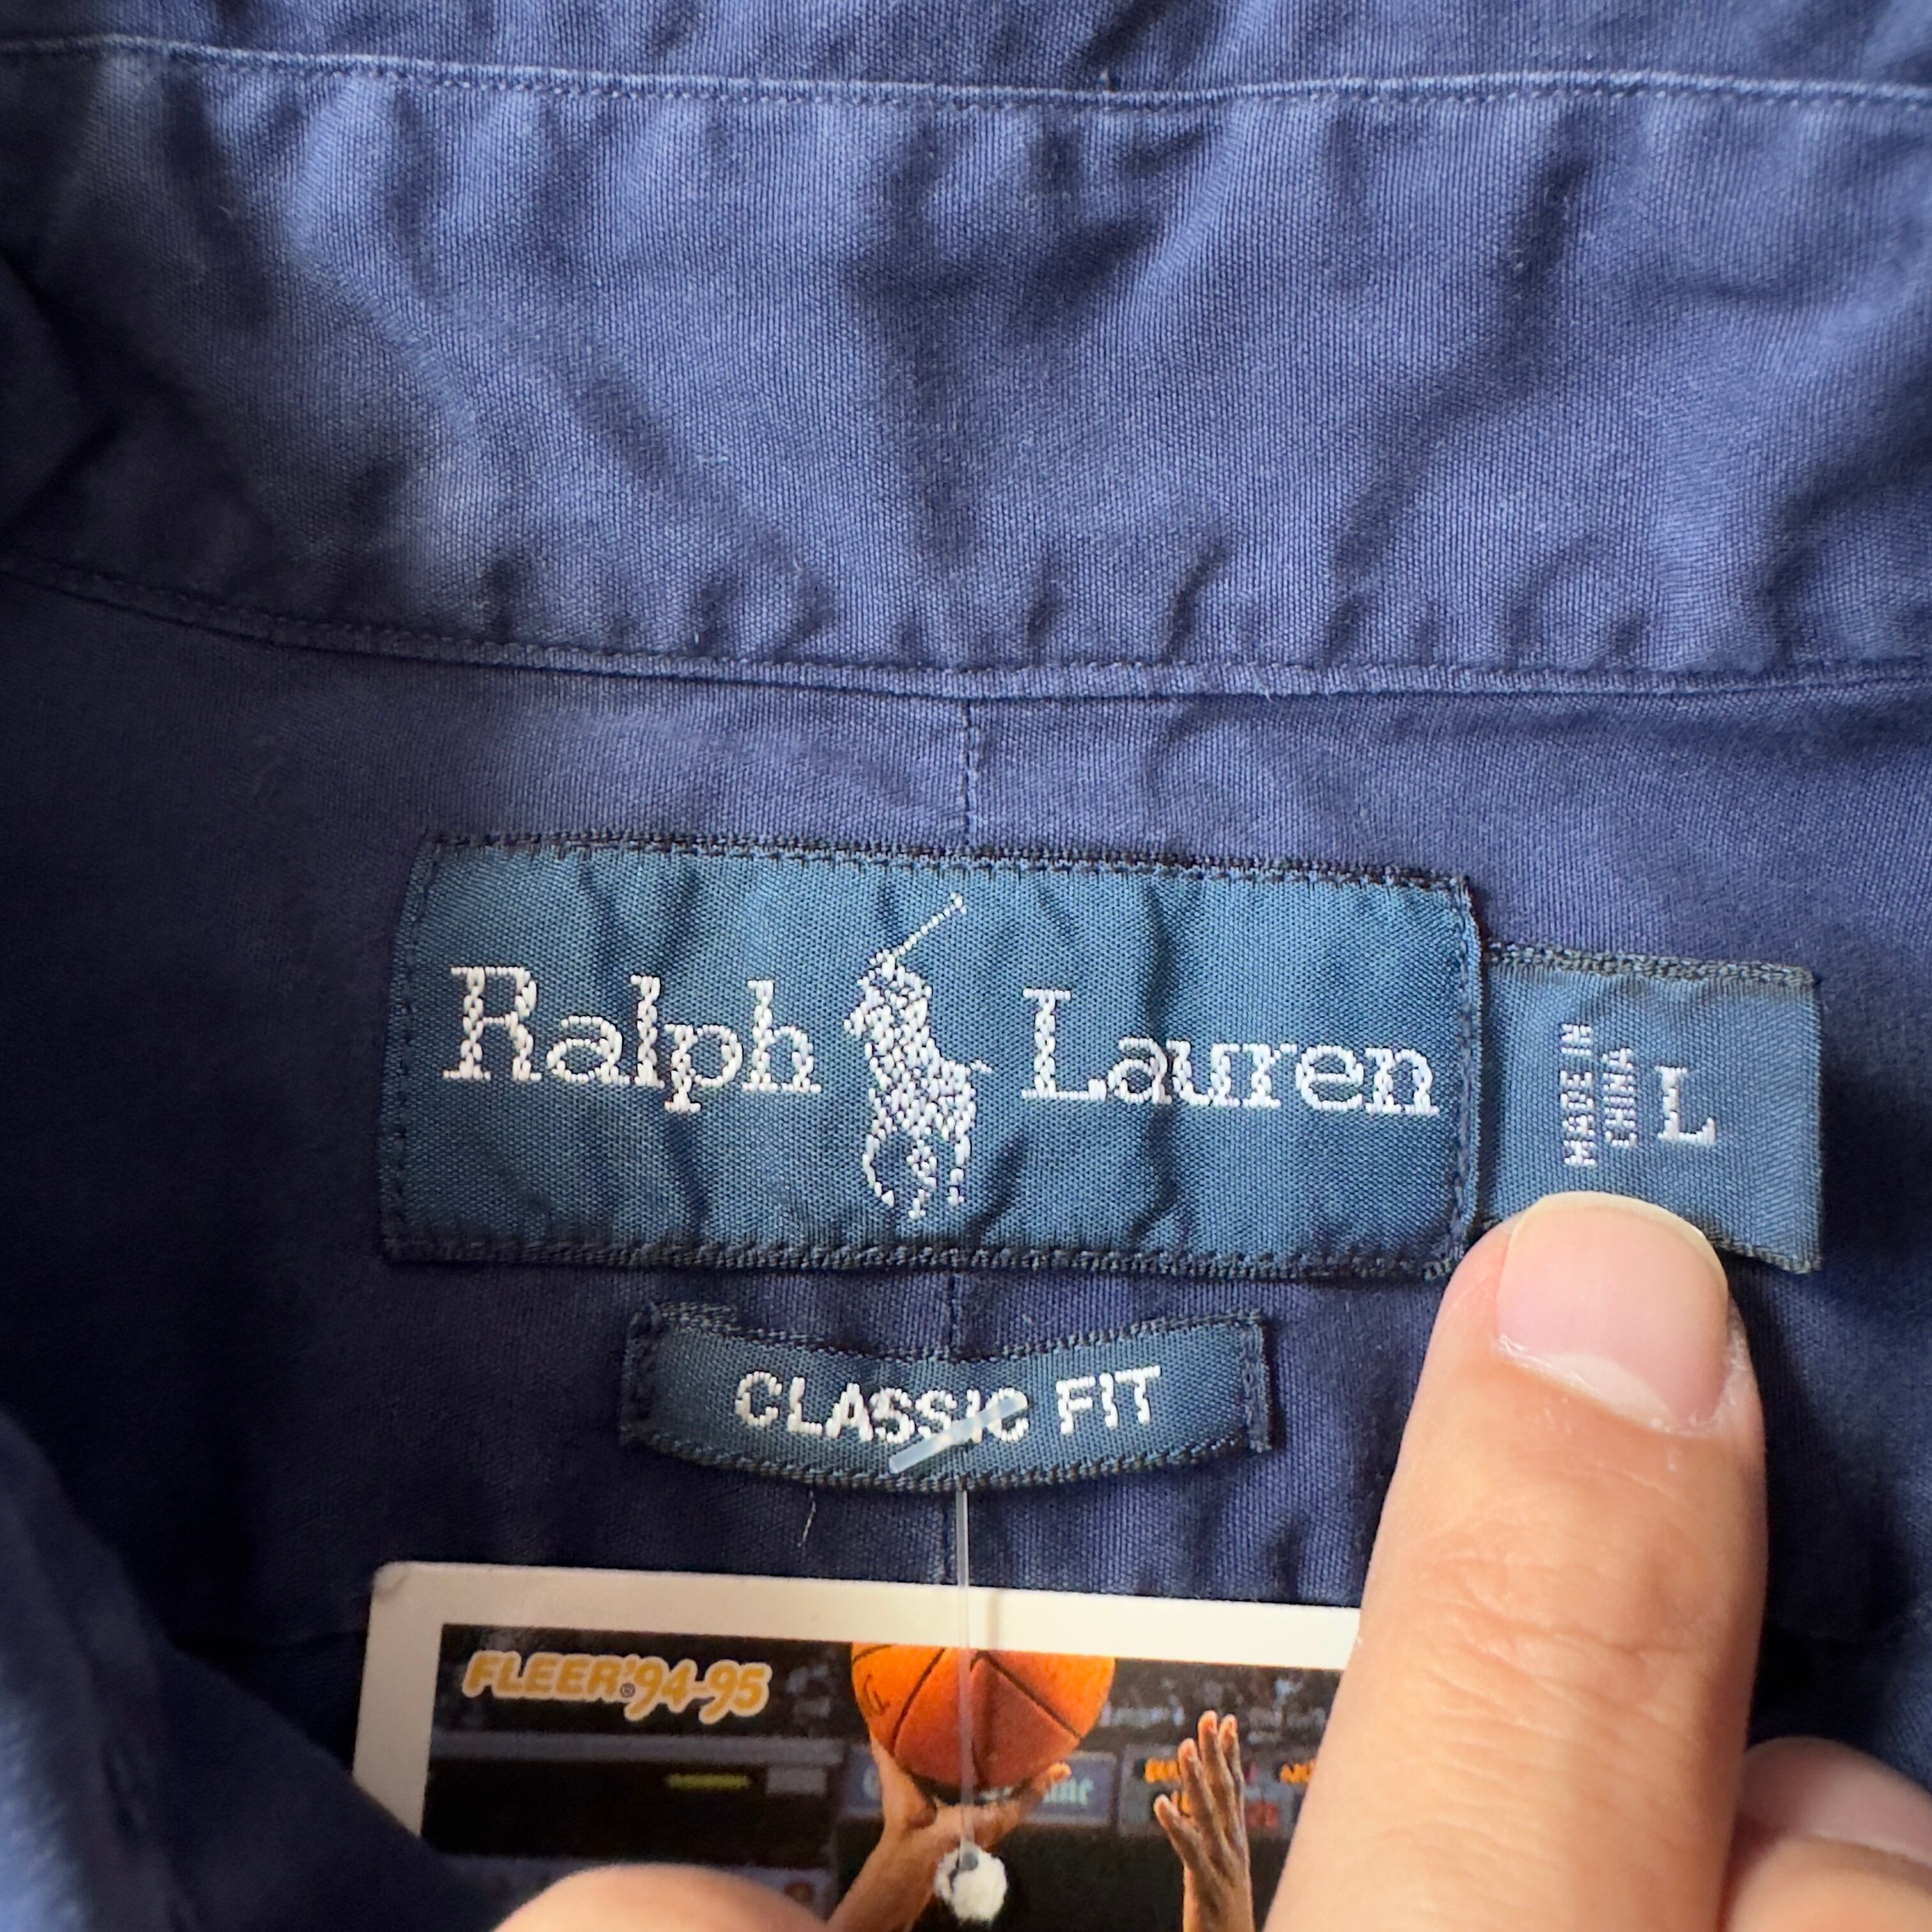 Ralph Lauren
MADE IN
CHINA
L
CLASSIC FIT
FLEER®'94-95